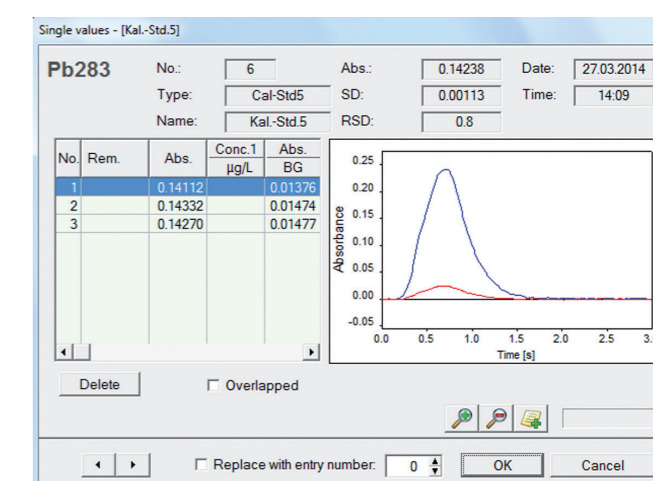 Single values - [Kal.-Std.5]
Pb283 No.: 6 Abs.: 0.14238 Date: 27.03.2014
Type: Cal-Std5 SD: 0.00113 Time: 14:09
Name: Kal.-Std.5 RSD: 0.8
No. Rem. Abs. Conc.1 µg/L Abs. BG
1 0.14112 0.01376
2 0.14332 0.01474
3 0.14270 0.01477
Absorbance
0.25
0.20
0.15
0.10
0.05
0.00
-0.05
0.0 0.5 1.0 1.5 2.0 2.5 3.
Time [s]
Delete Overlapped
Replace with entry number: 0 OK Cancel